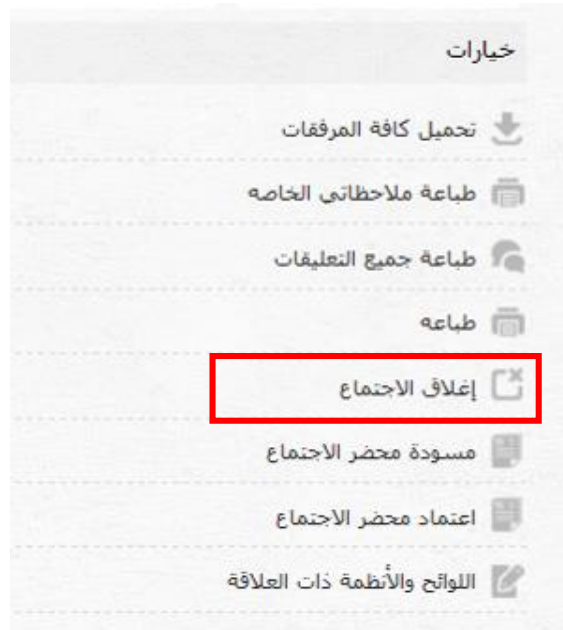 خيارات
تحميل كافة المرفقات
طباعة ملاحظاتي الخاصه
طباعة جميع التعليقات
طباعه
إغلاق الاجتماع
مسودة محضر الاجتماع
اعتماد محضر الاجتماع
اللوائح والأنظمة ذات العلاقة